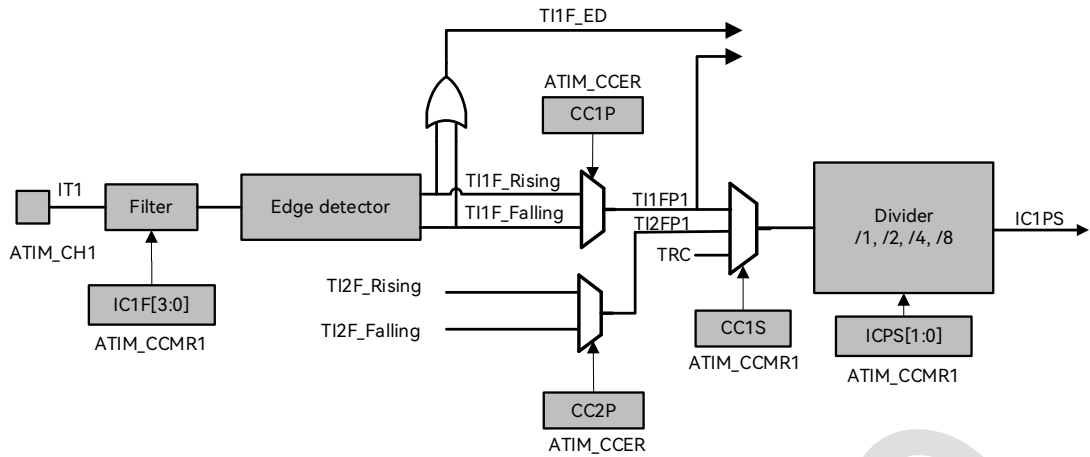 TI1F_ED
ATIM_CCER
CC1P
IT1
Filter
Edge detector
TI1F_Rising
TI1F_Falling
TI1FP1
TI2FP1
TRC
Divider
/1, /2, /4, /8
IC1PS
ATIM_CH1
IC1F[3:0]
ATIM_CCMR1
TI2F_Rising
TI2F_Falling
CC1S
ATIM_CCMR1
ICPS[1:0]
ATIM_CCMR1
CC2P
ATIM_CCER